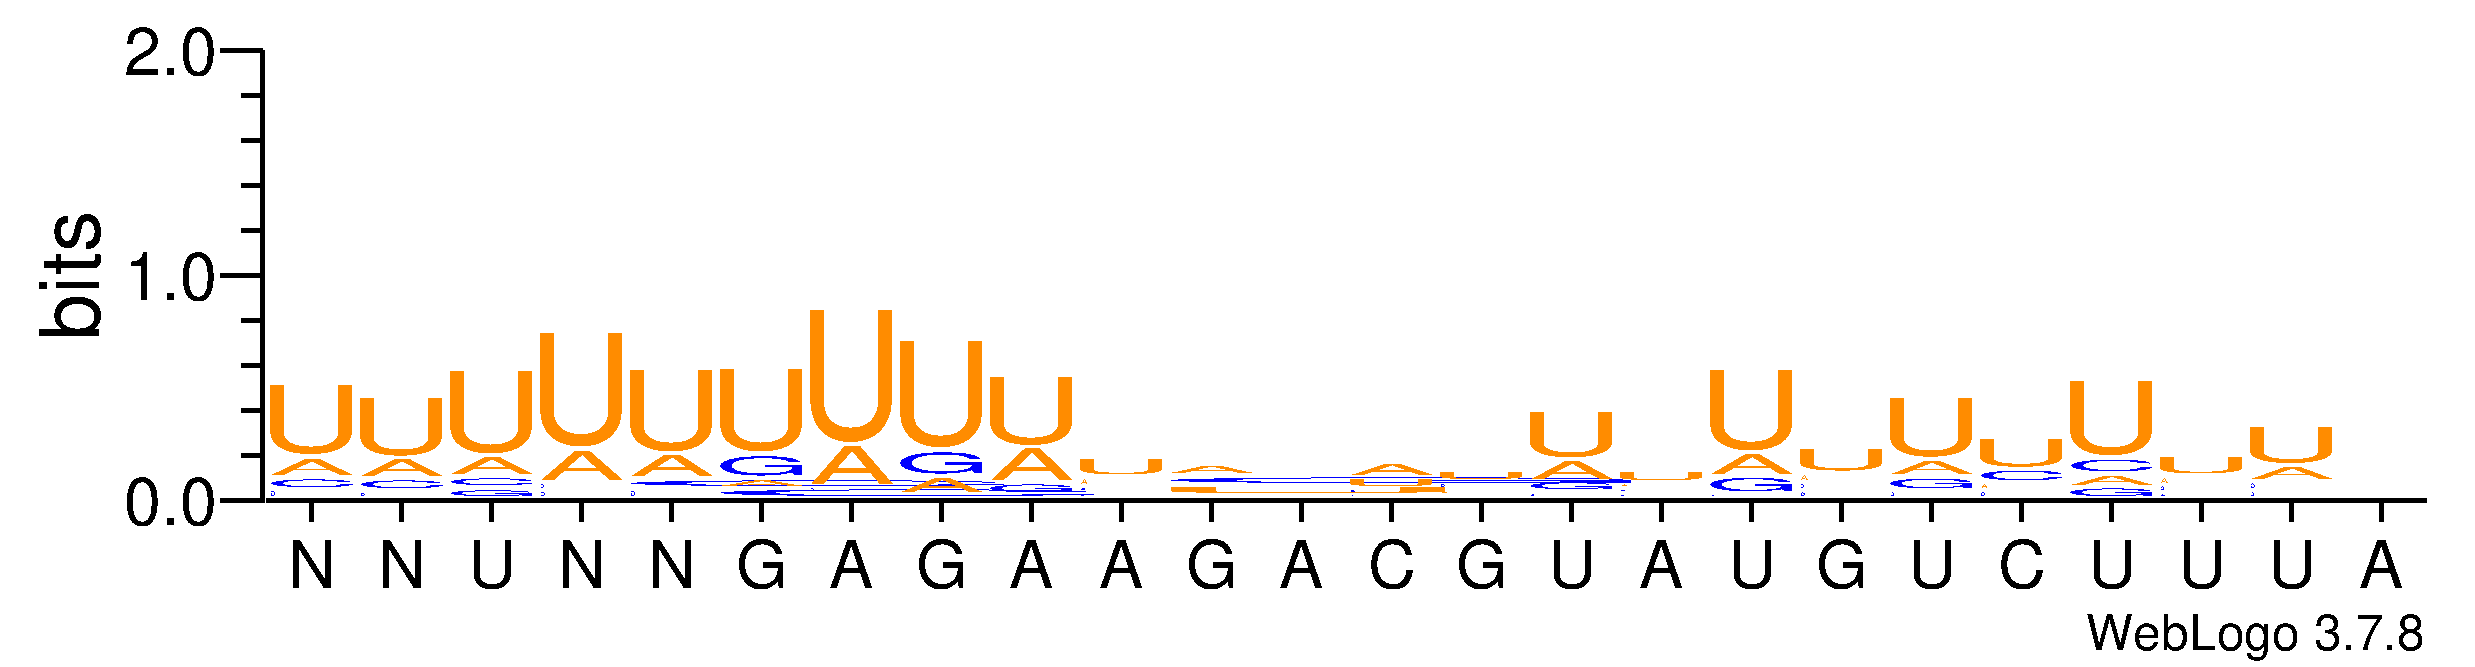 2.0
1.0
0.0
bits
N N U N N G A G A A G A C G U A U G U C U U U A
WebLogo 3.7.8